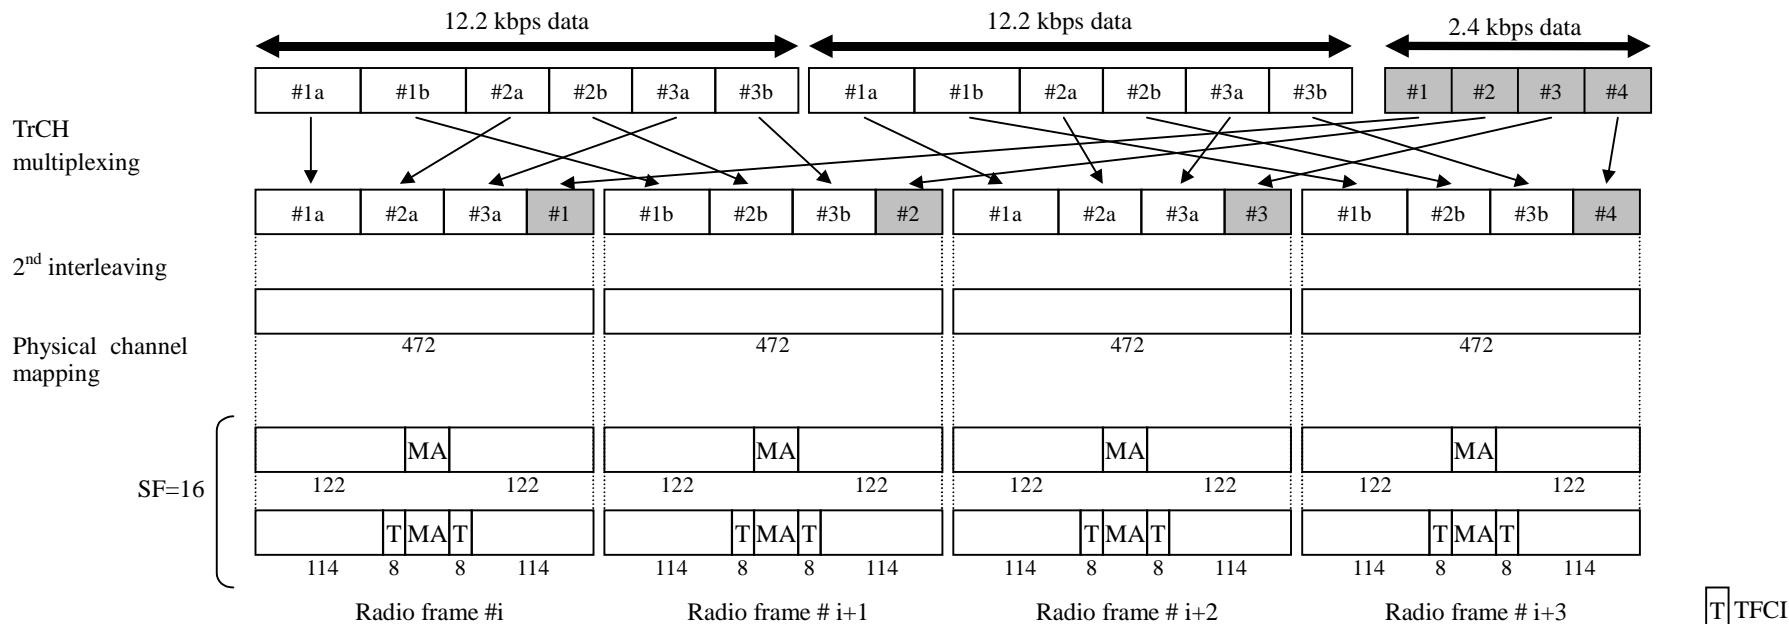 12.2 kbps data 12.2 kbps data 2.4 kbps data
#1a #1b #2a #2b #3a #3b #1a #1b #2a #2b #3a #3b #1 #2 #3 #4
TrCH
multiplexing
#1a #2a #3a #1 #1b #2b #3b #2 #1a #2a #3a #3 #1b #2b #3b #4
2nd interleaving
Physical channel
mapping
472 472 472 472
MA MA MA MA
SF=16
122 122 122 122 122 122 122 122
T MA T T MA T T MA T T MA T
114 8 8 114 114 8 8 114 114 8 8 114 114 8 8 114
Radio frame #i Radio frame # i+1 Radio frame # i+2 Radio frame # i+3
T TFCI